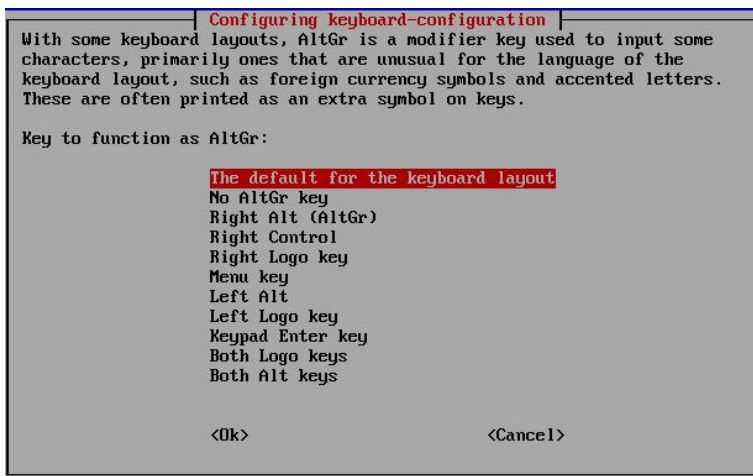 Configuring keyboard-configuration
With some keyboard layouts, AltGr is a modifier key used to input some
characters, primarily ones that are unusual for the language of the
keyboard layout, such as foreign currency symbols and accented letters.
These are often printed as an extra symbol on keys.
Key to function as AltGr:
The default for the keyboard layout
No AltGr key
Right Alt (AltGr)
Right Control
Right Logo key
Menu key
Left Alt
Left Logo key
Keypad Enter key
Both Logo keys
Both Alt keys
<Ok> <Cancel>